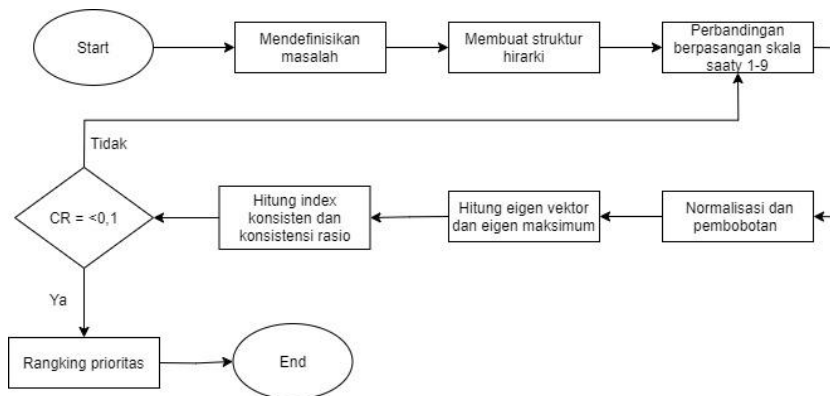 Start
Mendefinisikan
masalah
Membuat struktur
hirarki
Perbandingan
berpasangan skala
saaty 1-9
Tidak
CR = <0,1
Hitung index
konsisten dan
konsistensi rasio
Hitung eigen vektor
dan eigen maksimum
Normalisasi dan
pembobotan
Ya
Rangking prioritas
End